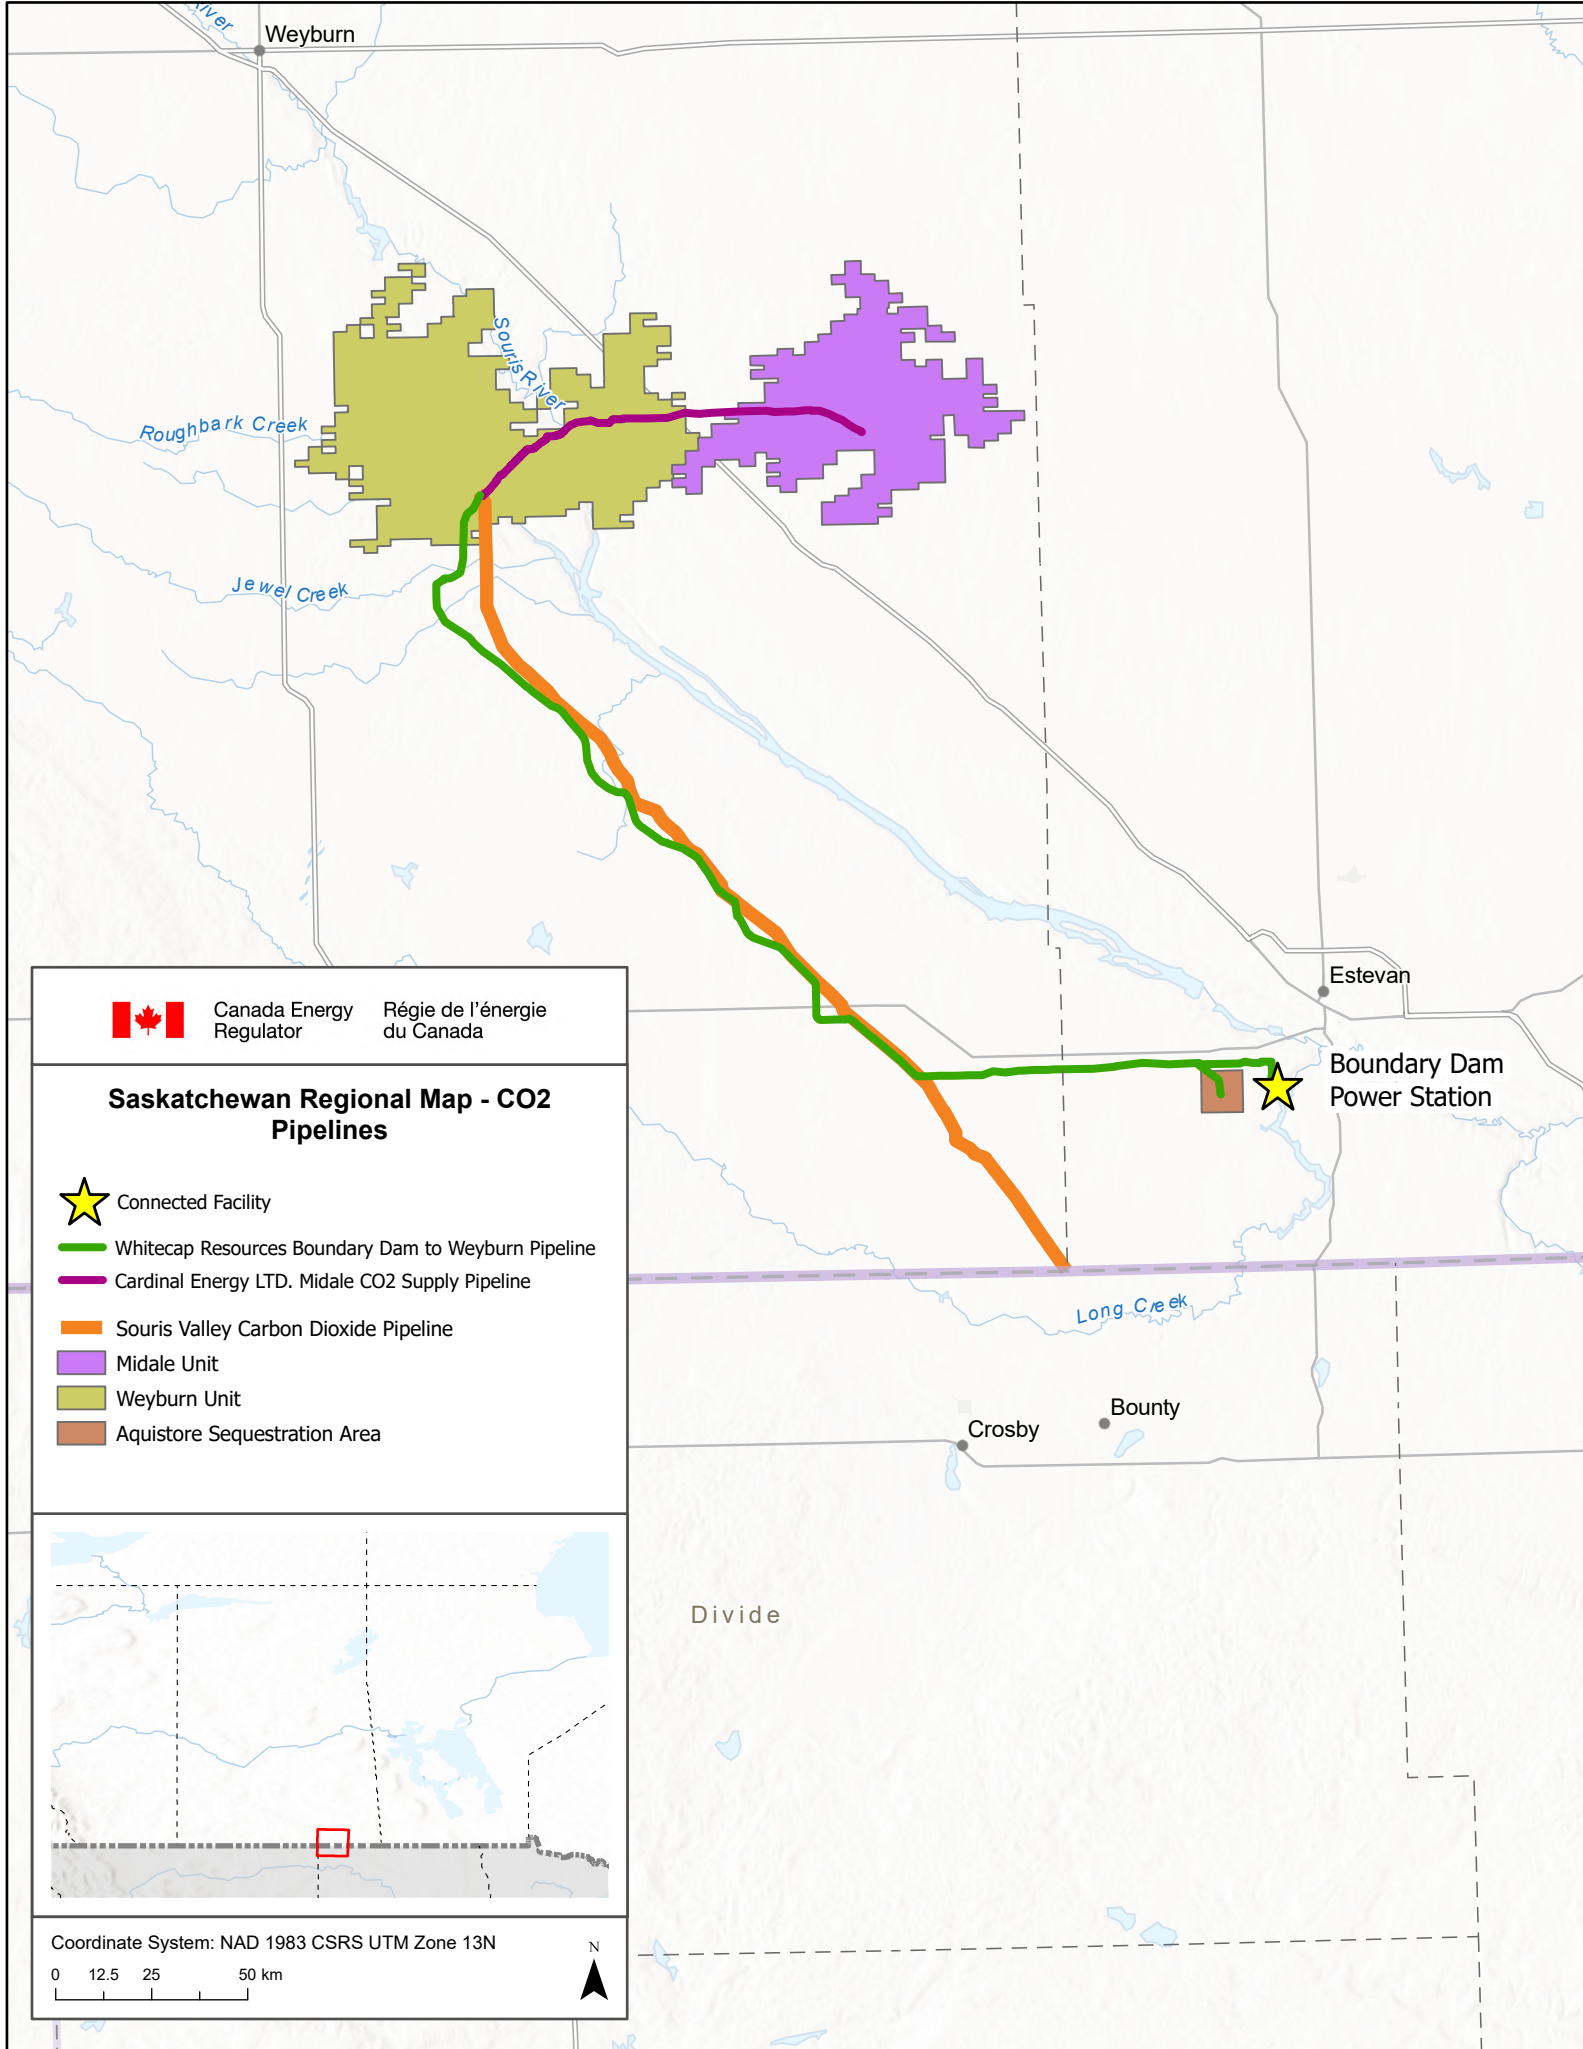 River
Weyburn
Souris River
Roughbark Creek
Jewel Creek
Estevan
Boundary Dam
Power Station
Canada Energy
Regulator
Régie de l'énergie
du Canada
Saskatchewan Regional Map - CO2
Pipelines
Connected Facility
Whitecap Resources Boundary Dam to Weyburn Pipeline
Cardinal Energy LTD. Midale CO2 Supply Pipeline
Souris Valley Carbon Dioxide Pipeline
Midale Unit
Weyburn Unit
Aquistore Sequestration Area
Long Creek
Bounty
Crosby
Divide
Coordinate System: NAD 1983 CSRS UTM Zone 13N
N
0 12.5 25 50 km